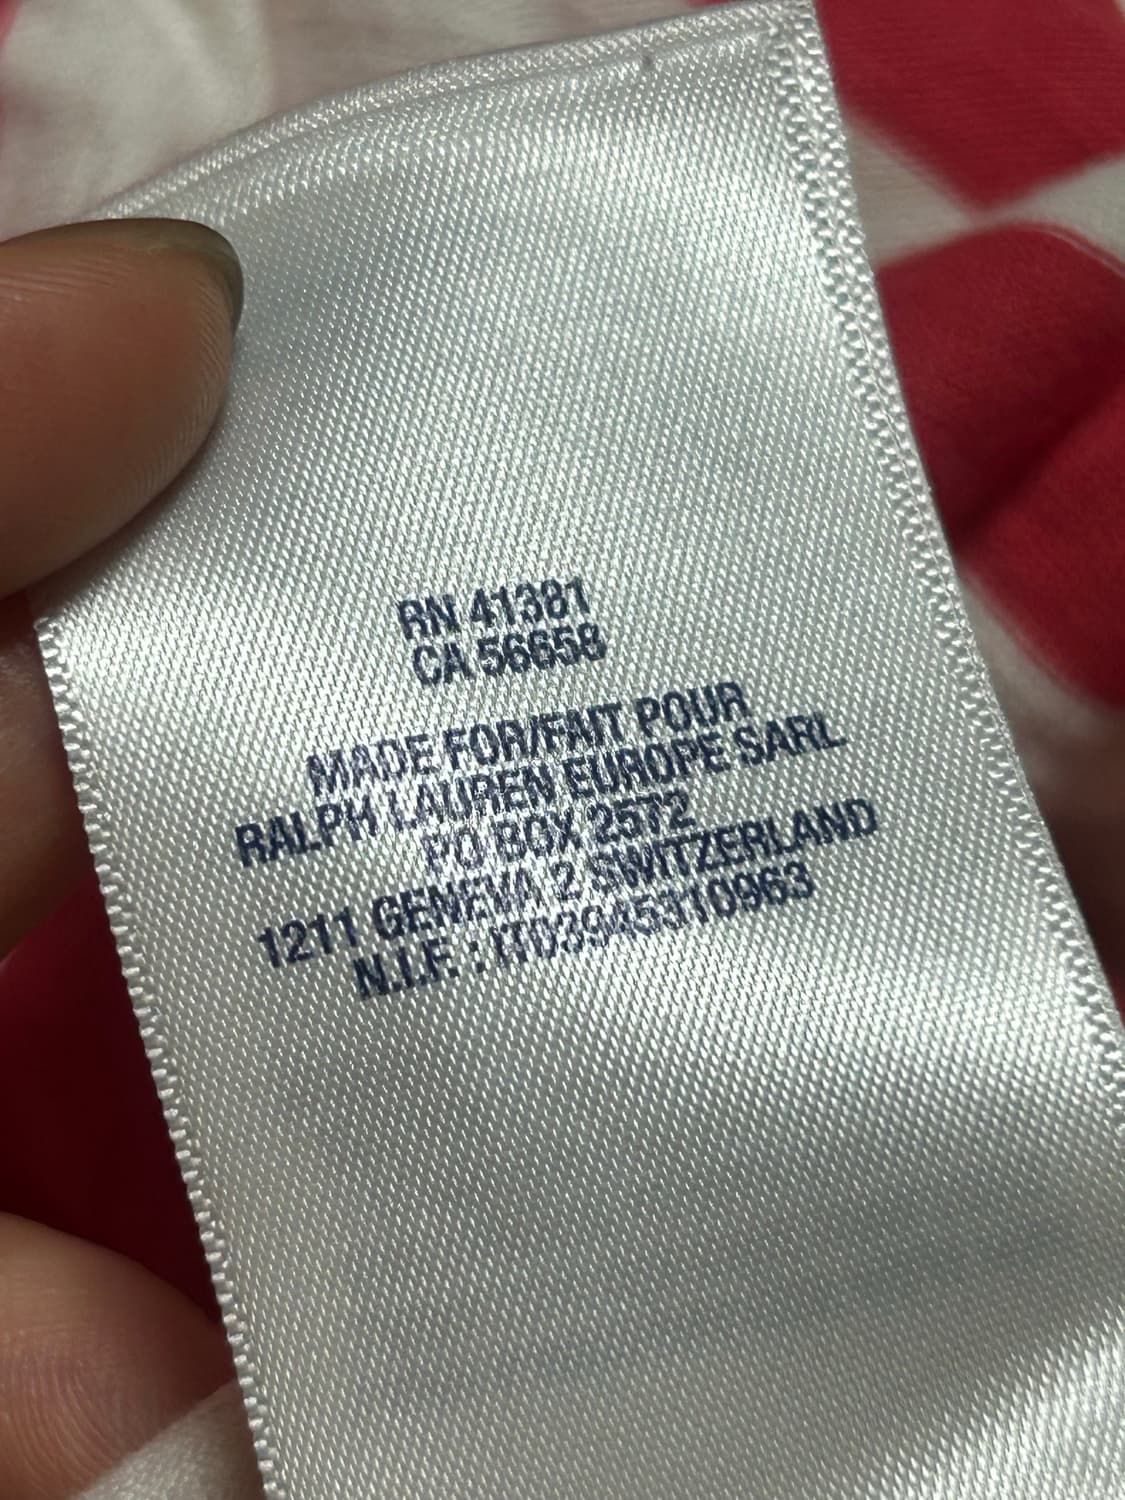 RN 41381
CA 56658
MADE FOR/FAIT POUR
RALPH LAUREN EUROPE SARL
PO BOX 2572
1211 GENEVA 2 SWITZERLAND
N.I.F. : IT03945310963